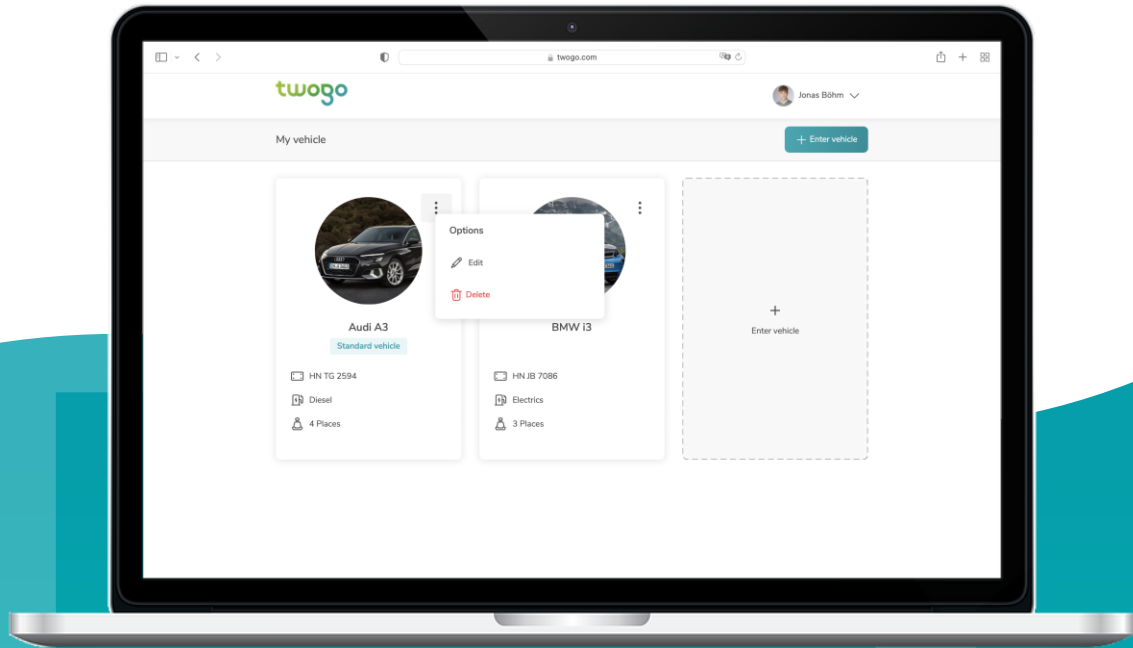 twogo.com
twogo
Jonas Böhm
My vehicle
+ Enter vehicle
Options
Edit
Delete
Audi A3
Standard vehicle
HN TG 2594
Diesel
4 Places
BMW i3
HN JB 7086
Electrics
3 Places
+
Enter vehicle